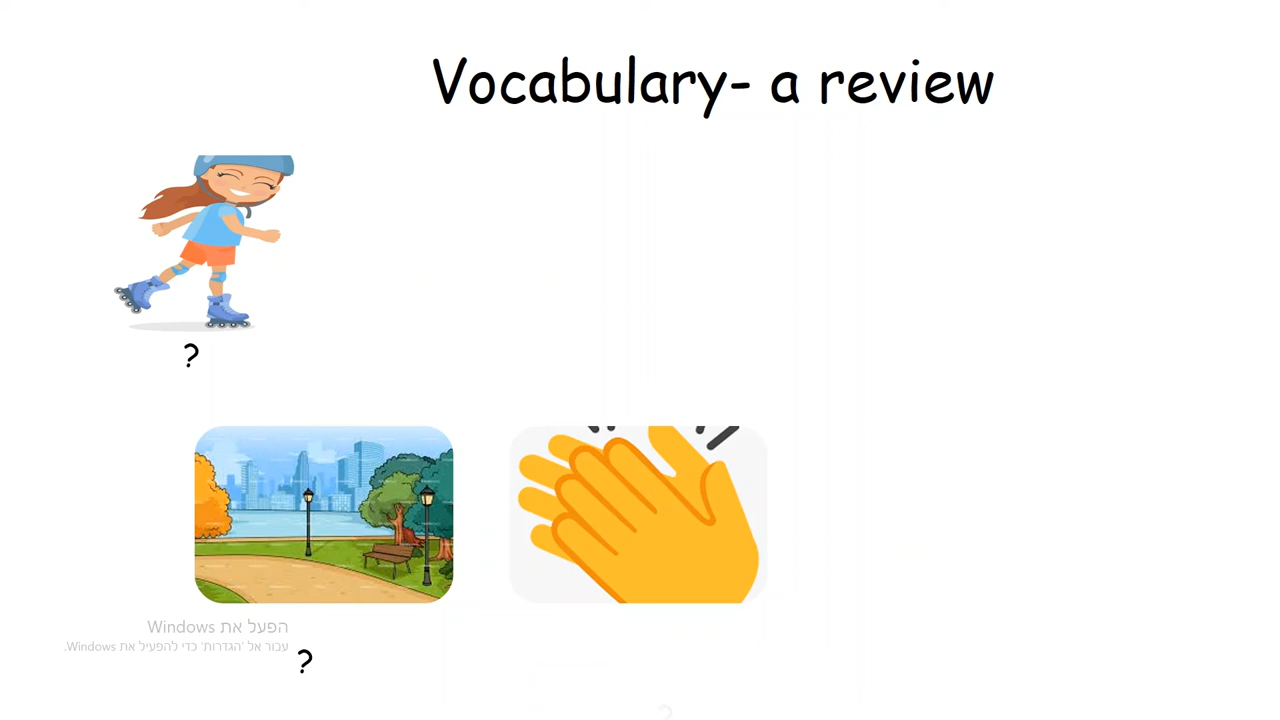 Vocabulary- a review
?
הפעל את Windows
עבור אל 'הגדרות' כדי להפעיל את Windows.
?
?